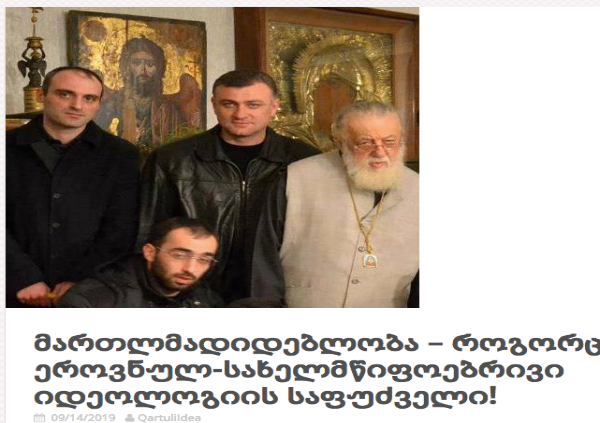 მართლმადიდებლობა – როგორც
ეროვნულ-სახელმწიფოებრივი
იდეოლოგიის საფუძველი!
09/14/2019 QartuliIdea